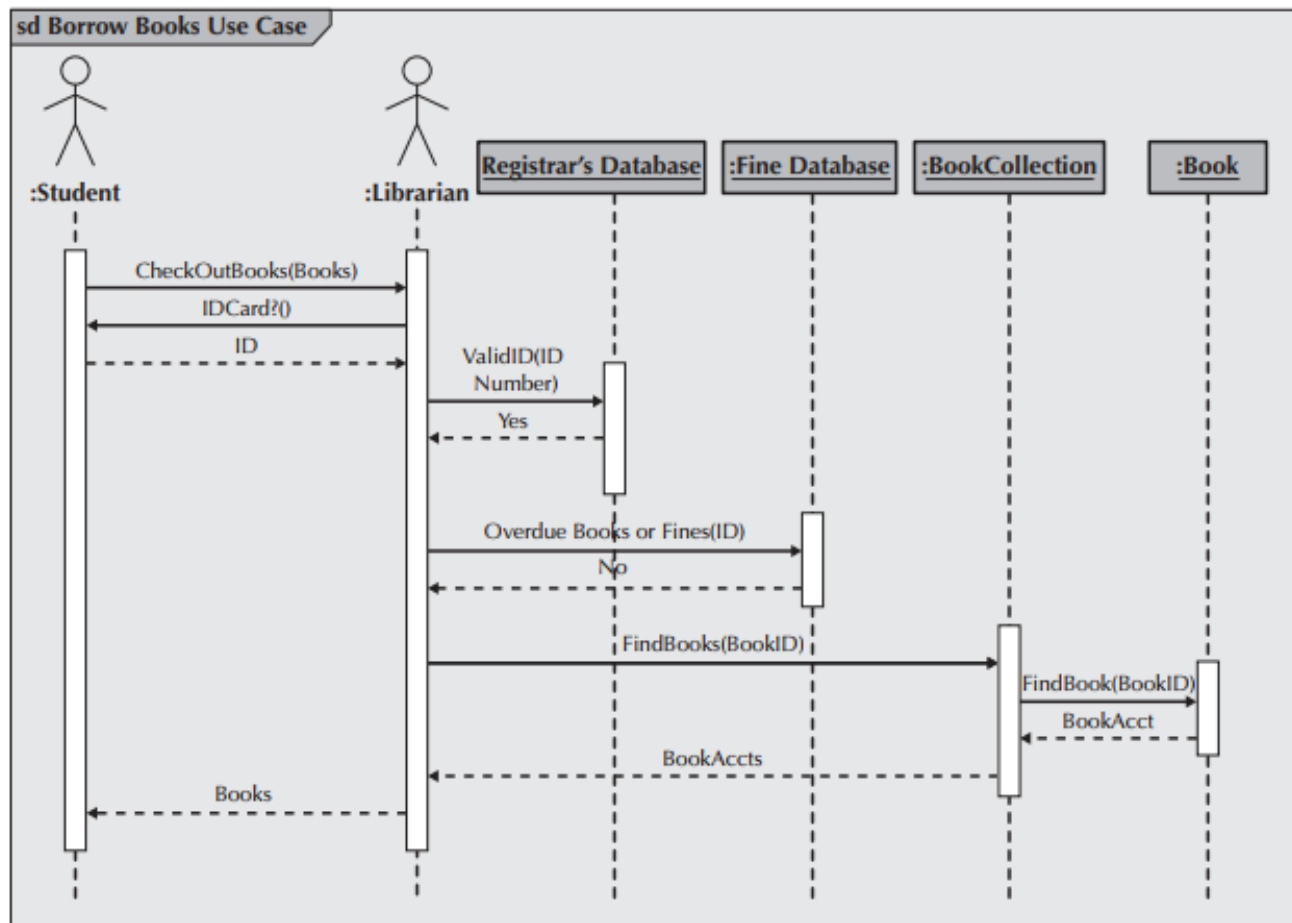 sd Borrow Books Use Case
Registrar's Database
:Fine Database
:BookCollection
:Book
:Student
:Librarian
CheckOutBooks(Books)
IDCard?()
ID
ValidID(ID
Number)
Yes
Overdue Books or Fines(ID)
No
FindBooks(BookID)
FindBook(BookID)
BookAcct
BookAccts
Books